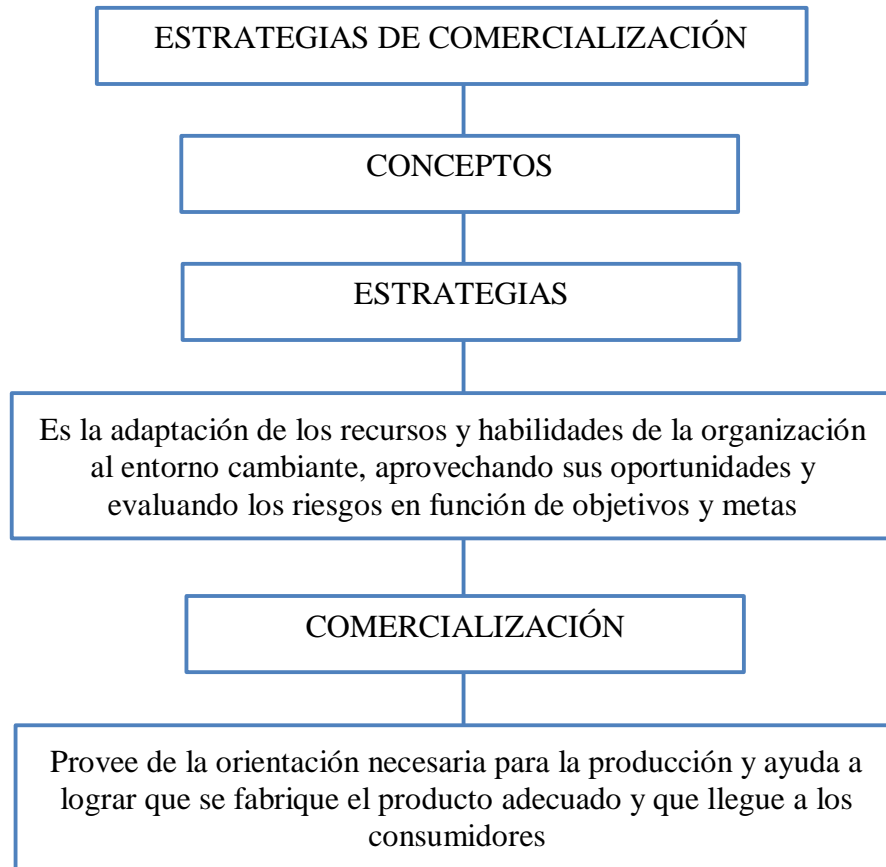 ESTRATEGIAS DE COMERCIALIZACIÓN
CONCEPTOS
ESTRATEGIAS
Es la adaptación de los recursos y habilidades de la organización
al entorno cambiante, aprovechando sus oportunidades y
evaluando los riesgos en función de objetivos y metas
COMERCIALIZACIÓN
Provee de la orientación necesaria para la producción y ayuda a
lograr que se fabrique el producto adecuado y que llegue a los
consumidores